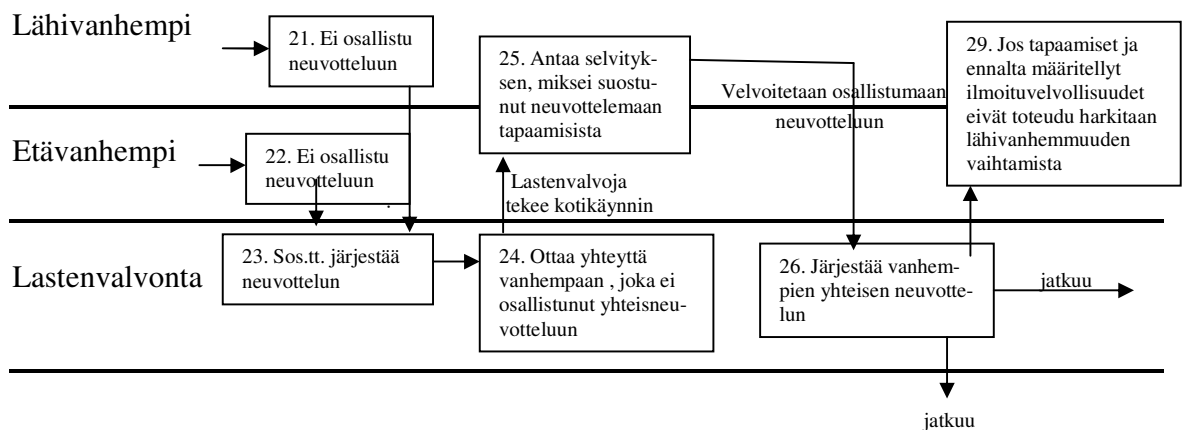 Lähivanhempi
21. Ei osallistu
neuvotteluun
25. Antaa selvityk-
sen, miksei suostu-
nut neuvottelemaan
tapaamisista
Velvoitetaan osallistumaan
neuvotteluun
29. Jos tapaamiset ja
ennalta määritellyt
ilmoituvelvollisuudet
eivät toteudu harkitaan
lähivanhemmuuden
vaihtamista
Etävanhempi
22. Ei osallistu
neuvotteluun
.
Lastenvalvoja
tekee kotikäynnin
Lastenvalvonta
23. Sos.tt. järjestää
neuvottelun
24. Ottaa yhteyttä
vanhempaan , joka ei
osallistunut yhteisneu-
votteluun
26. Järjestää vanhem-
pien yhteisen neuvotte-
lun
jatkuu
jatkuu